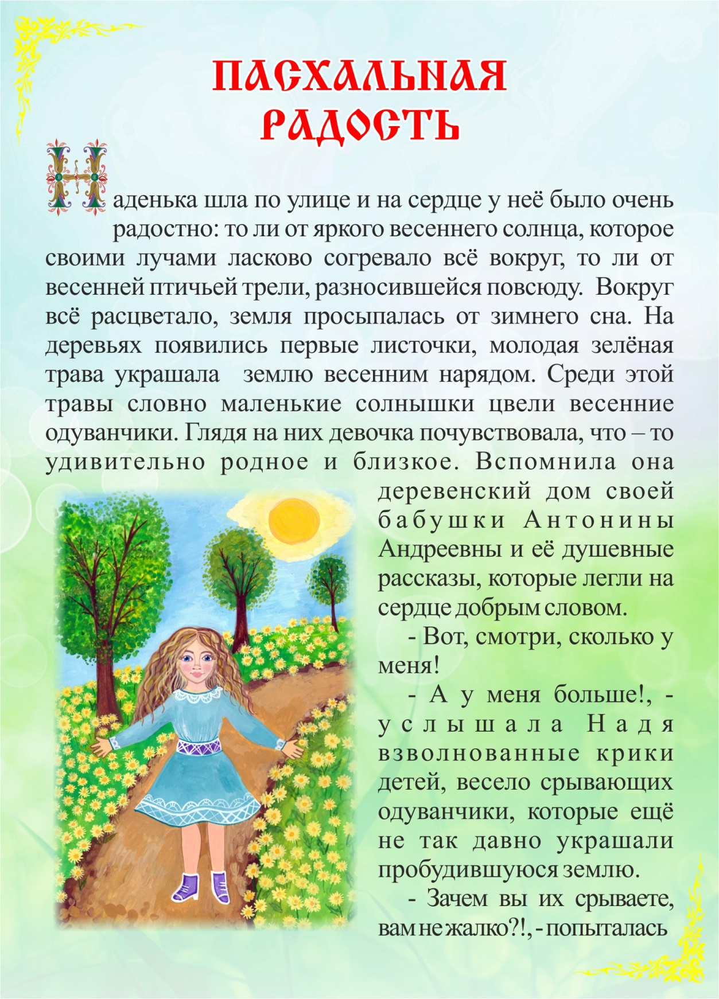 ПАСХАЛЬНАЯ
РАДОСТЬ
Наденька шла по улице и на сердце у неё было очень
радостно: то ли от яркого весеннего солнца, которое
своими лучами ласково согревало всё вокруг, то ли от
весенней птичьей трели, разносившейся повсюду. Вокруг
всё расцветало, земля просыпалась от зимнего сна. На
деревьях появились первые листочки, молодая зелёная
трава украшала землю весенним нарядом. Среди этой
травы словно маленькие солнышки цвели весенние
одуванчики. Глядя на них девочка почувствовала, что – то
удивительно родное и близкое. Вспомнила она
деревенский дом своей
бабушки Антонины
Андреевны и её душевные
рассказы, которые легли на
сердце добрым словом.
- Вот, смотри, сколько у
меня!
- А у меня больше!, -
услышала Надя
взволнованные крики
детей, весело срывающих
одуванчики, которые ещё
не так давно украшали
пробудившуюся землю.
- Зачем вы их срываете,
вам не жалко?!, - попыталась